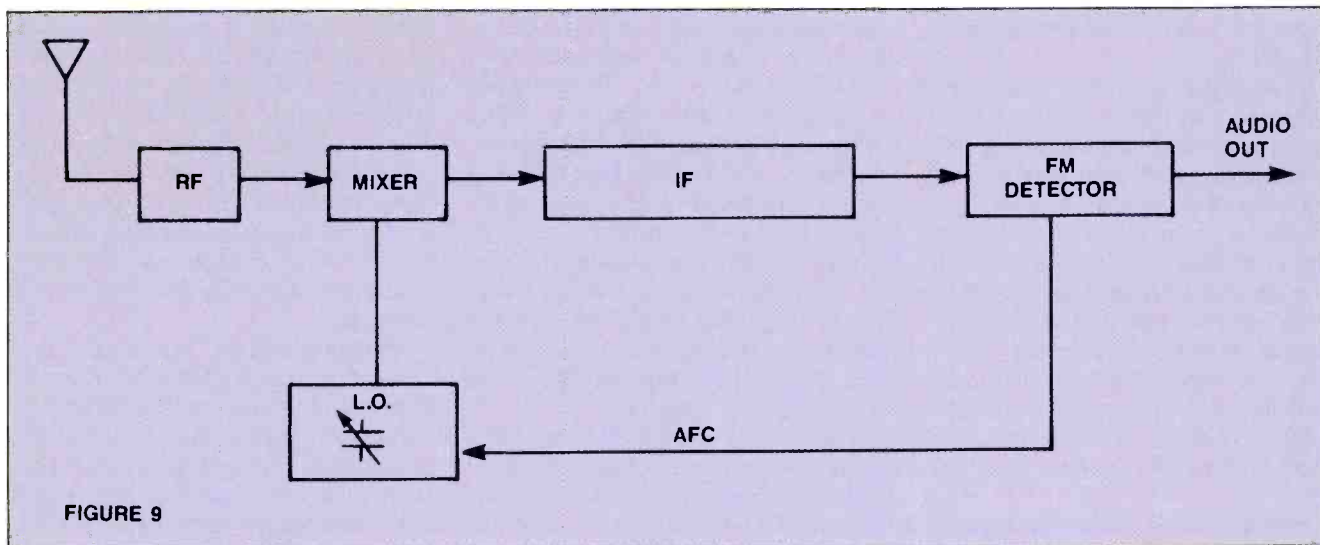 AUDIO
OUT
RF
MIXER
IF
FM
DETECTOR
L.O.
AFC
FIGURE 9